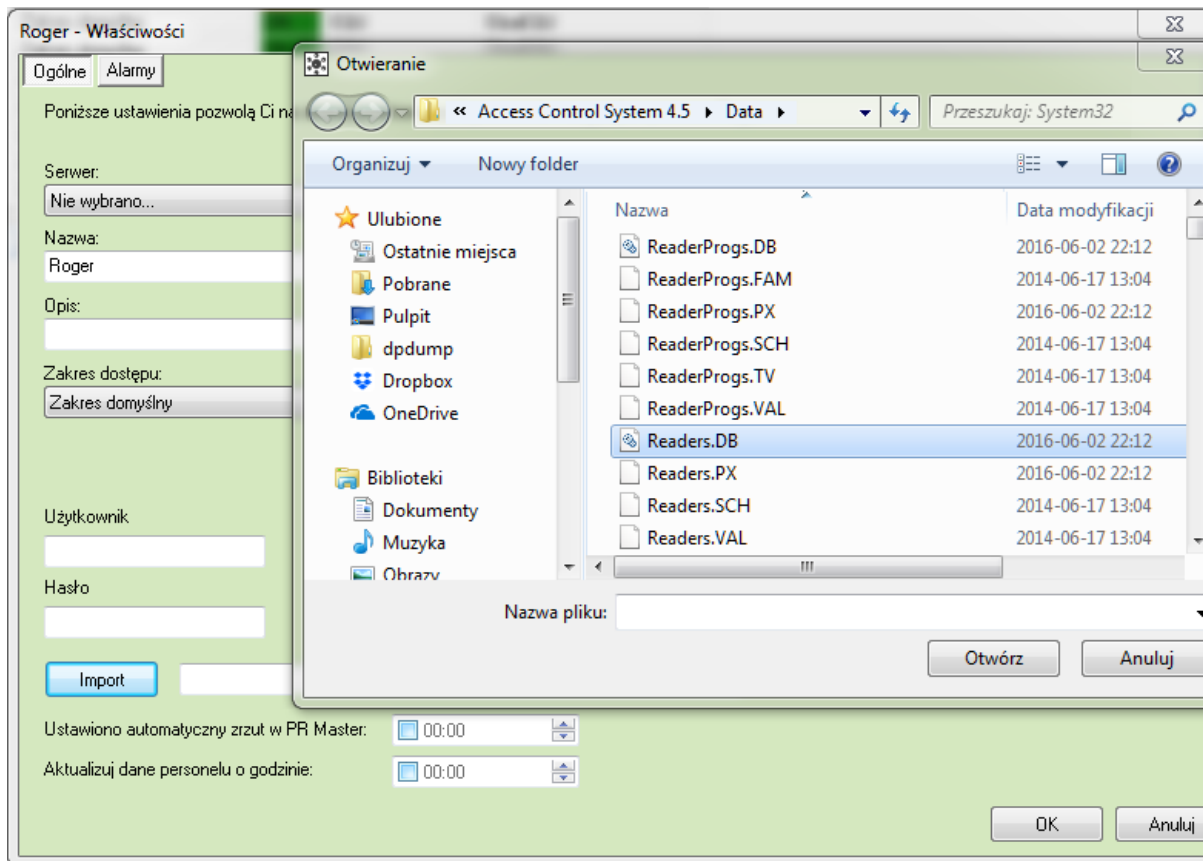 Roger - Właściwości
Ogólne Alarmy
Poniższe ustawienia pozwolą Ci na
Serwer:
Nie wybrano...
Nazwa:
Roger
Opis:
Zakres dostępu:
Zakres domyślny
Użytkownik
Hasło
Import
Ustawiono automatyczny zrzut w PR Master: 00:00
Aktualizuj dane personelu o godzinie: 00:00
OK Anuluj
Otwieranie
« Access Control System 4.5 Data Przeszukaj: System32
Organizuj Nowy folder
Ulubione
Ostatnie miejsca
Pobrane
Pulpit
dpdump
Dropbox
OneDrive
Biblioteki
Dokumenty
Muzyka
Obrazy
Nazwa Data modyfikacji
ReaderProgs.DB 2016-06-02 22:12
ReaderProgs.FAM 2014-06-17 13:04
ReaderProgs.PX 2016-06-02 22:12
ReaderProgs.SCH 2014-06-17 13:04
ReaderProgs.TV 2014-06-17 13:04
ReaderProgs.VAL 2014-06-17 13:04
Readers.DB 2016-06-02 22:12
Readers.PX 2016-06-02 22:12
Readers.SCH 2014-06-17 13:04
Readers.VAL 2014-06-17 13:04
Nazwa pliku:
Otwórz Anuluj